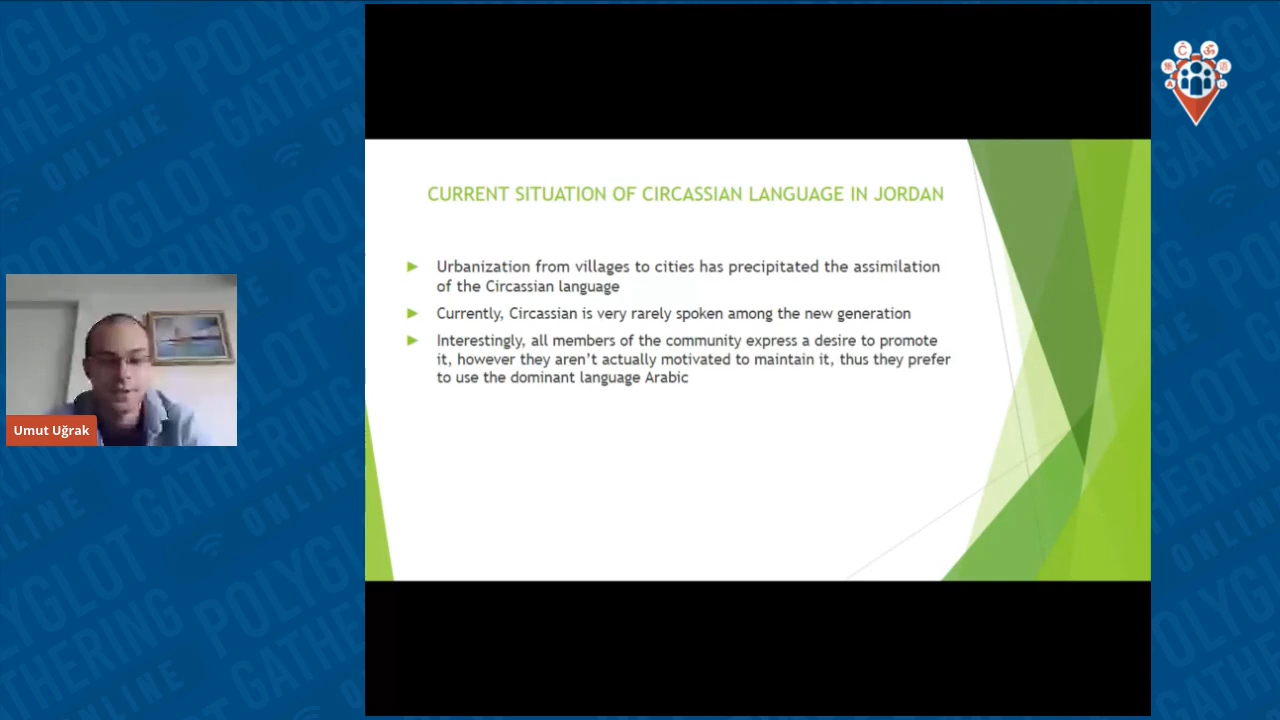 CURRENT SITUATION OF CIRCASSIAN LANGUAGE IN JORDAN
Urbanization from villages to cities has precipitated the assimilation
of the Circassian language
Currently, Circassian is very rarely spoken among the new generation
Interestingly, all members of the community express a desire to promote
it, however they aren't actually motivated to maintain it, thus they prefer
to use the dominant language Arabic
Umut Uğrak
POLYGLOT
GATHERING
ONLINE